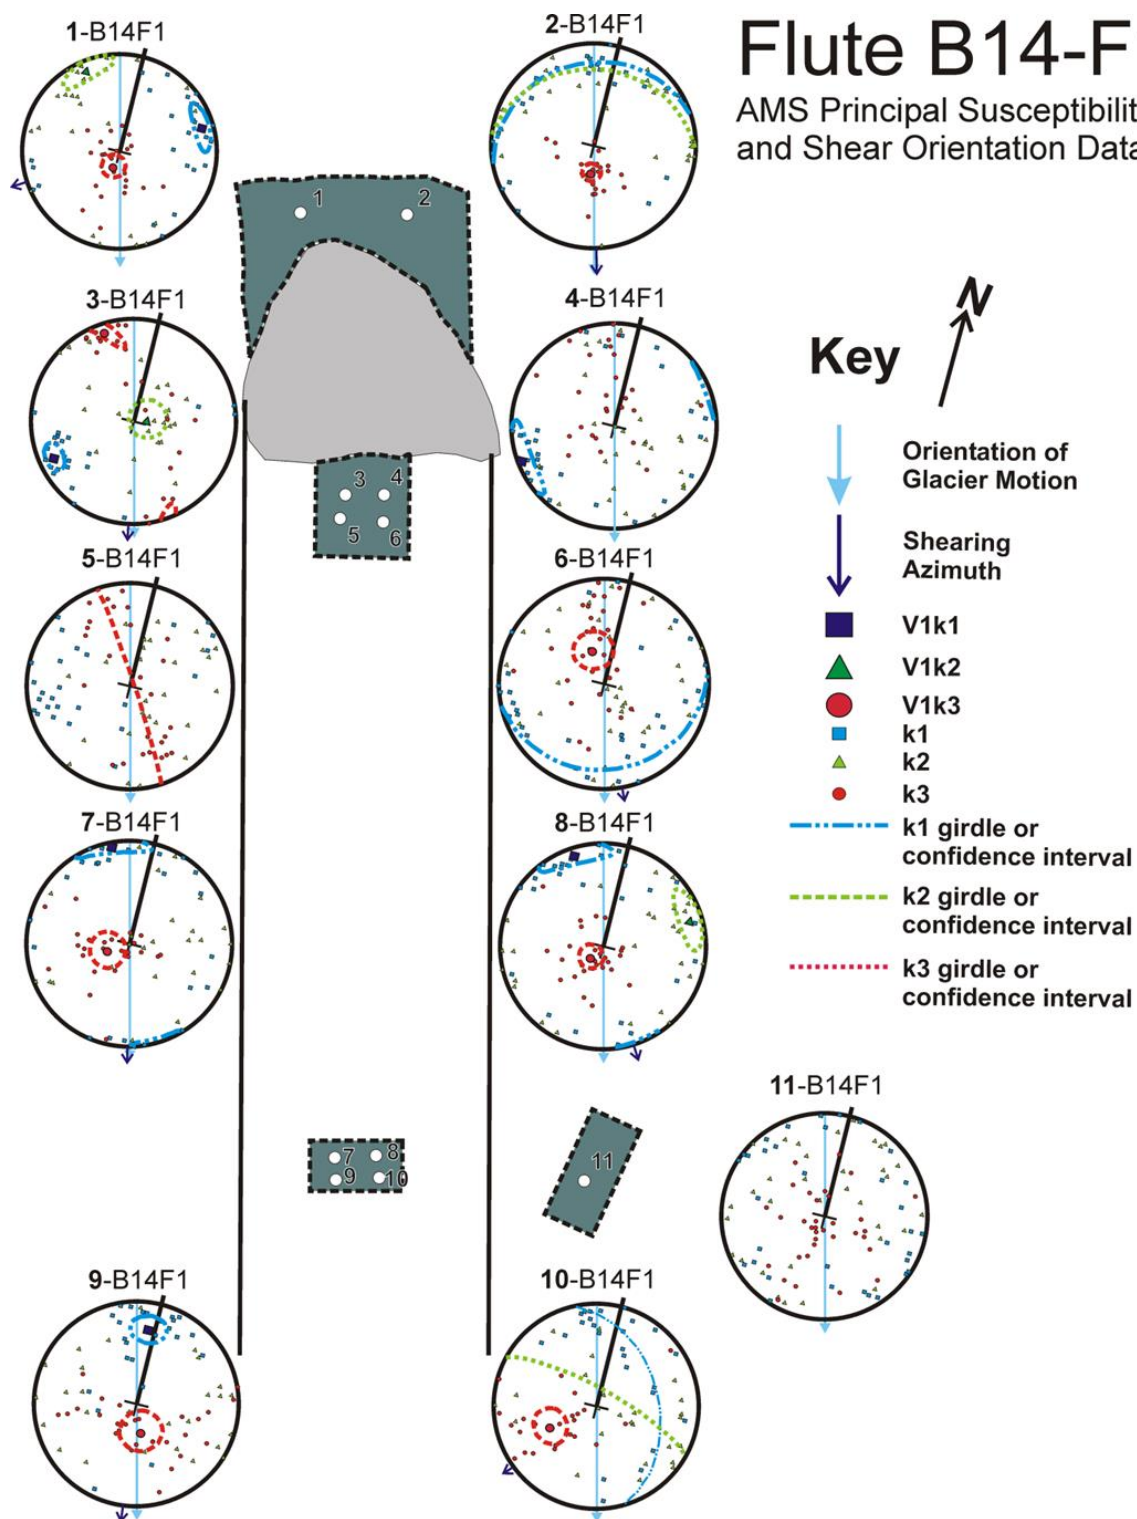 1-B14F1
2-B14F1
Flute B14-F
AMS Principal Susceptibilit
and Shear Orientation Data
1
2
3-B14F1
4-B14F1
N
Key
Orientation of
Glacier Motion
3
4
5
6
Shearing
Azimuth
5-B14F1
6-B14F1
V1k1
V1k2
V1k3
k1
k2
k3
7-B14F1
8-B14F1
k1 girdle or
confidence interval
k2 girdle or
confidence interval
k3 girdle or
confidence interval
11-B14F1
7
8
9
10
11
9-B14F1
10-B14F1